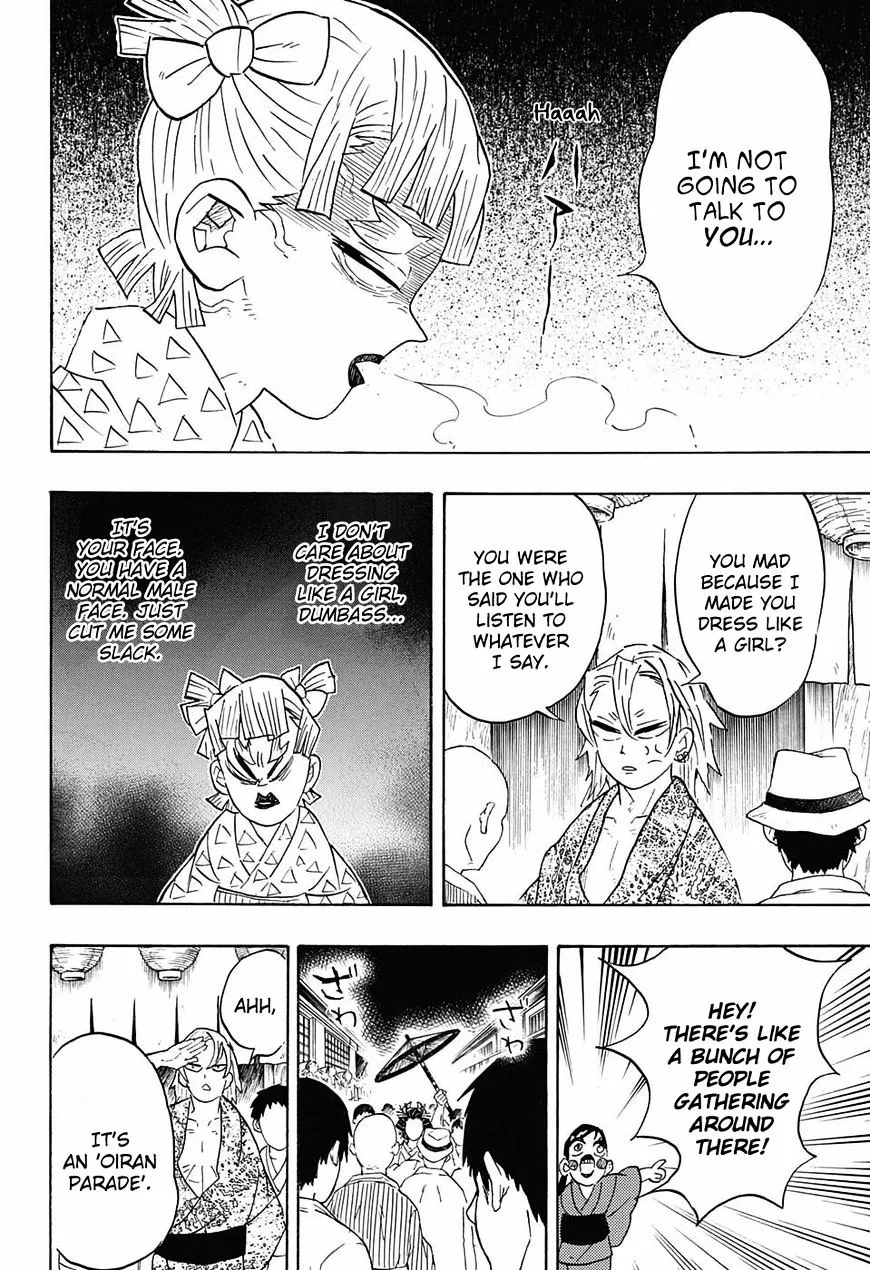 I'M NOT
GOING TO
TALK TO
YOU...
Haaah
ハァー
YOU MAD
BECAUSE I
MADE YOU
DRESS LIKE
A GIRL?
YOU WERE
THE ONE WHO
SAID YOU'LL
LISTEN TO
WHATEVER
I SAY.
I DON'T
CARE ABOUT
DRESSING
LIKE A GIRL,
DUMBASS...
IT'S
YOUR FACE.
YOU HAVE A
NORMAL MALE
FACE. JUST
CUT ME SOME
SLACK.
HEY!
THERE'S LIKE
A BUNCH OF
PEOPLE
GATHERING
AROUND
THERE!
ざわ
ざわ
AHH,
IT'S
AN 'OIRAN
PARADE'.